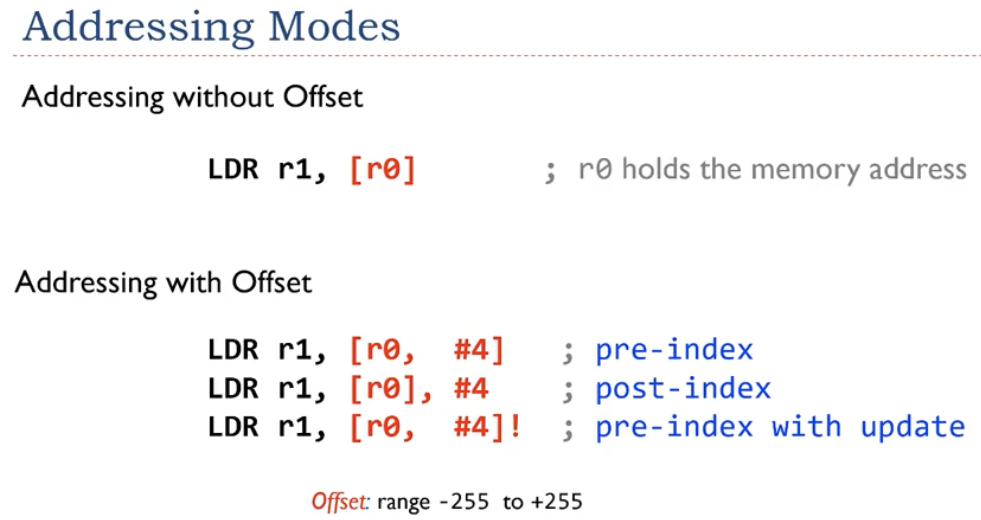 Addressing Modes
Addressing without Offset
LDR r1, [r0] ; r0 holds the memory address
Addressing with Offset
LDR r1, [r0, #4] ; pre-index
LDR r1, [r0], #4 ; post-index
LDR r1, [r0, #4]! ; pre-index with update
Offset: range -255 to +255